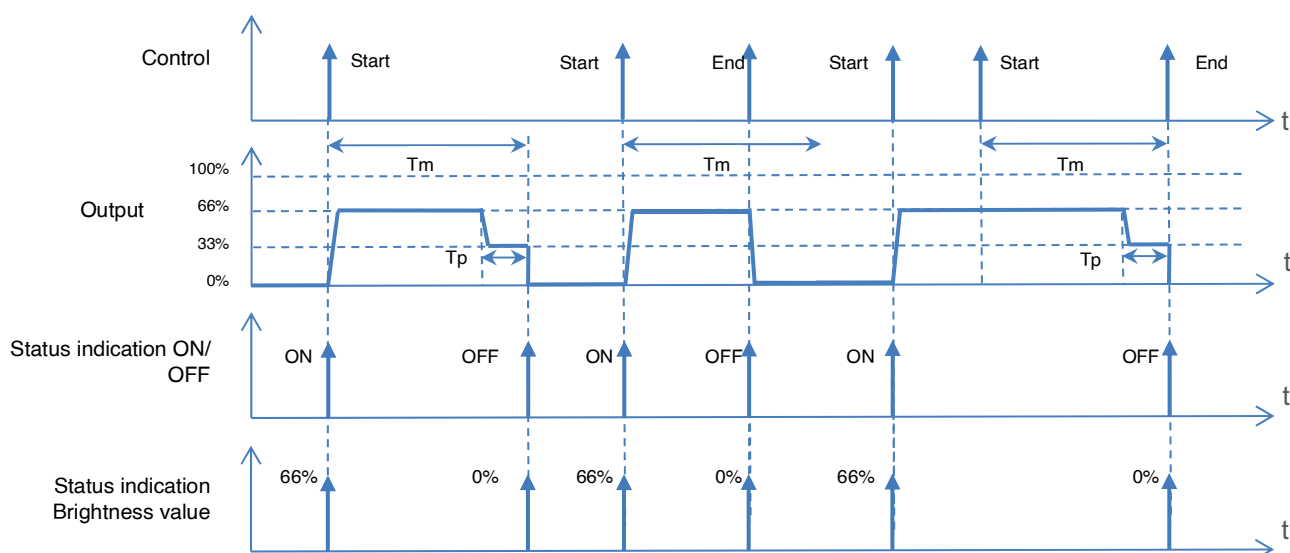 Control
Start
Start
End
Start
Start
End
t
Tm
Tm
Tm
100%
Output
66%
33%
Tp
Tp
0%
t
Status indication ON/
OFF
ON
OFF
ON
OFF
ON
OFF
t
66%
0%
66%
0%
66%
0%
Status indication
Brightness value
t